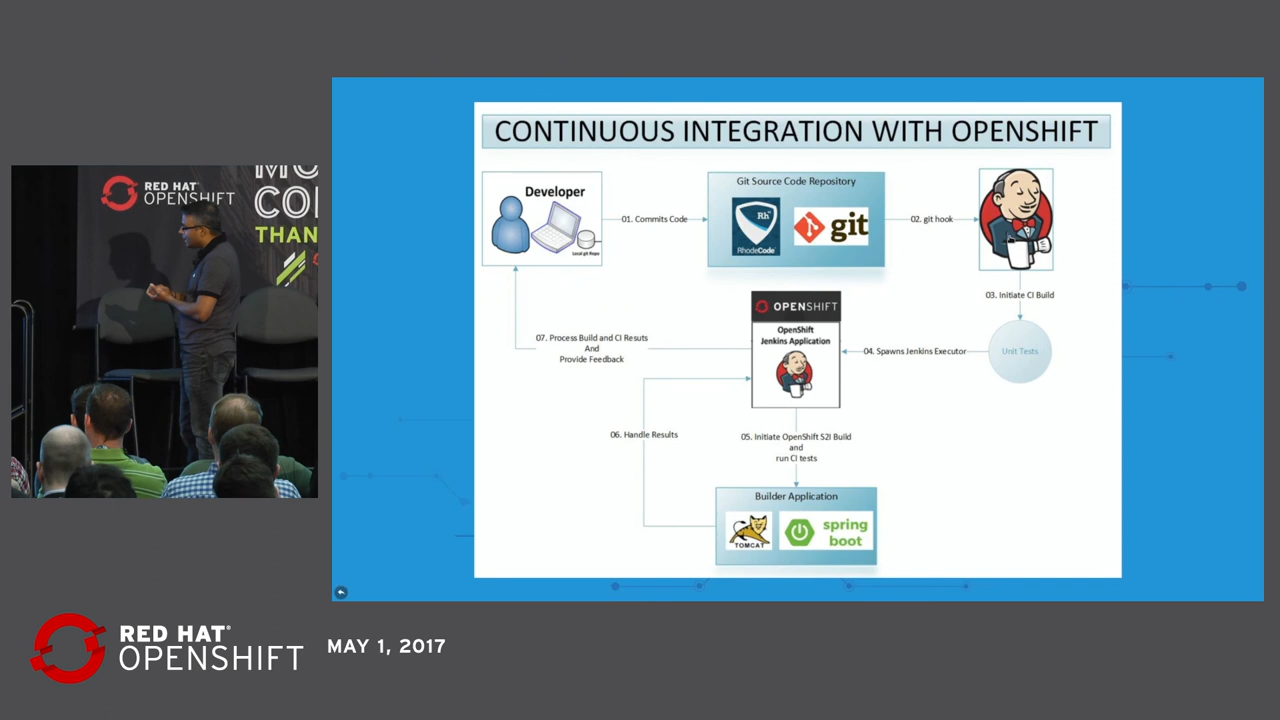 CONTINUOUS INTEGRATION WITH OPENSHIFT
Developer
Local git Repo
01. Commits Code
Git Source Code Repository
Rh
RhodeCode
git
02. git hook
03. Initiate CI Build
Unit Tests
04. Spawns Jenkins Executor
OPENSHIFT
OpenShift
Jenkins Application
07. Process Build and CI Resuts
And
Provide Feedback
06. Handle Results
05. Initiate OpenShift S2I Build
and
run CI tests
Builder Application
TOMCAT
spring
boot
RED HAT
OPENSHIFT
CO
THAN
RED HAT®
OPENSHIFT
MAY 1, 2017